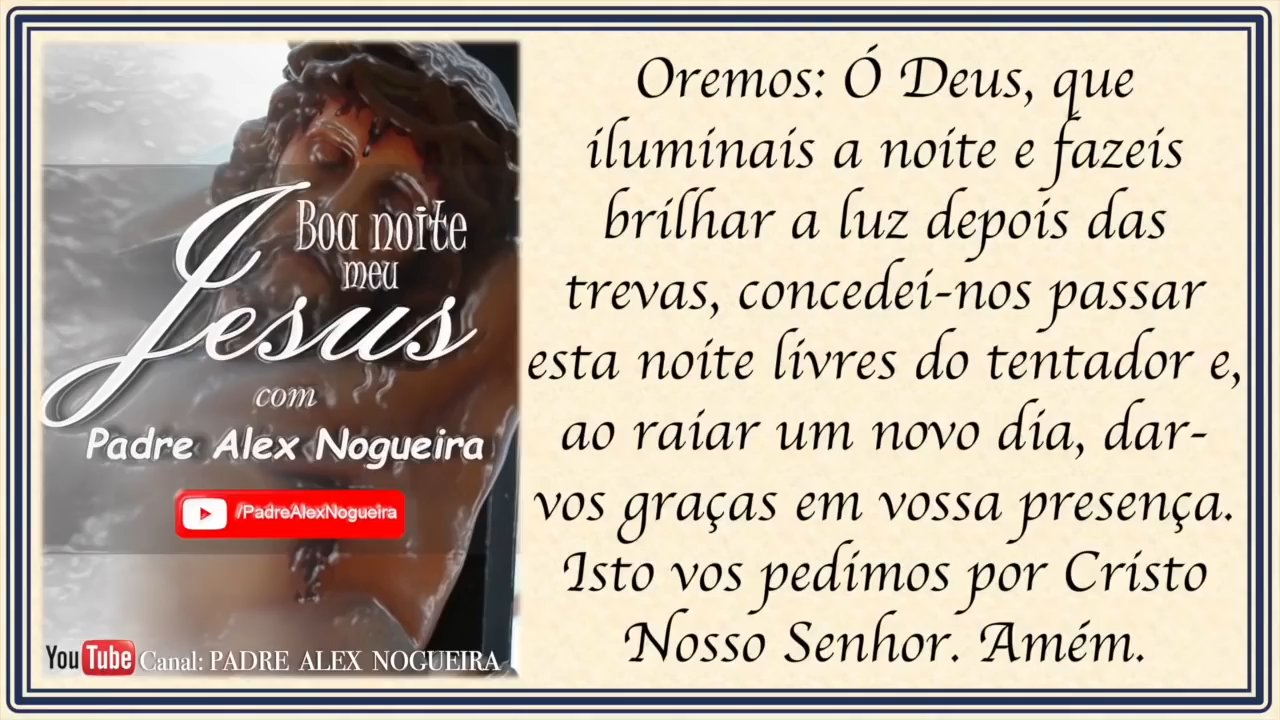 Boa noite
meu
Jesus
com
Padre Alex Nogueira
/PadreAlexNogueira
YouTube Canal: PADRE ALEX NOGUEIRA
Oremos: Ó Deus, que
iluminais a noite e fazeis
brilhar a luz depois das
trevas, concedei-nos passar
esta noite livres do tentador e,
ao raiar um novo dia, dar-
vos graças em vossa presença.
Isto vos pedimos por Cristo
Nosso Senhor. Amém.